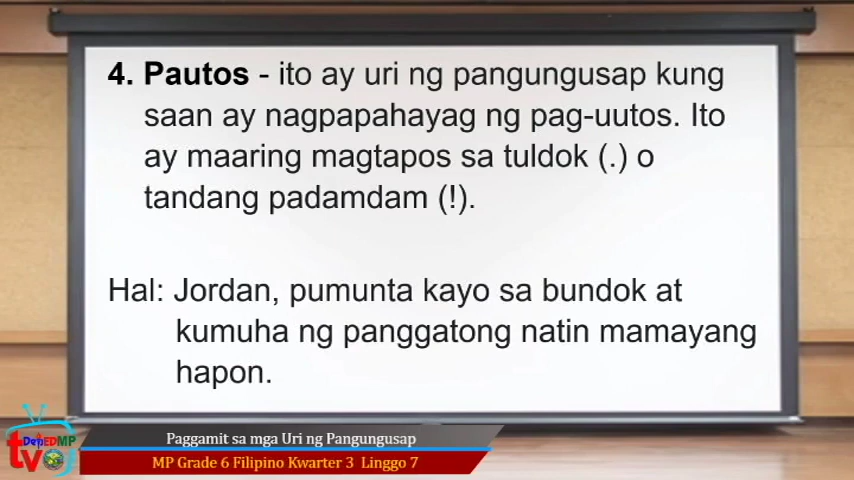 4. Pautos - ito ay uri ng pangungusap kung
saan ay nagpapahayag ng pag-uutos. Ito
ay maaring magtapos sa tuldok (.) o
tandang padamdam (!).
Hal: Jordan, pumunta kayo sa bundok at
kumuha ng panggatong natin mamayang
hapon.
DepEDMP
tv
Paggamit sa mga Uri ng Pangungusap
MP Grade 6 Filipino Kwarter 3 Linggo 7